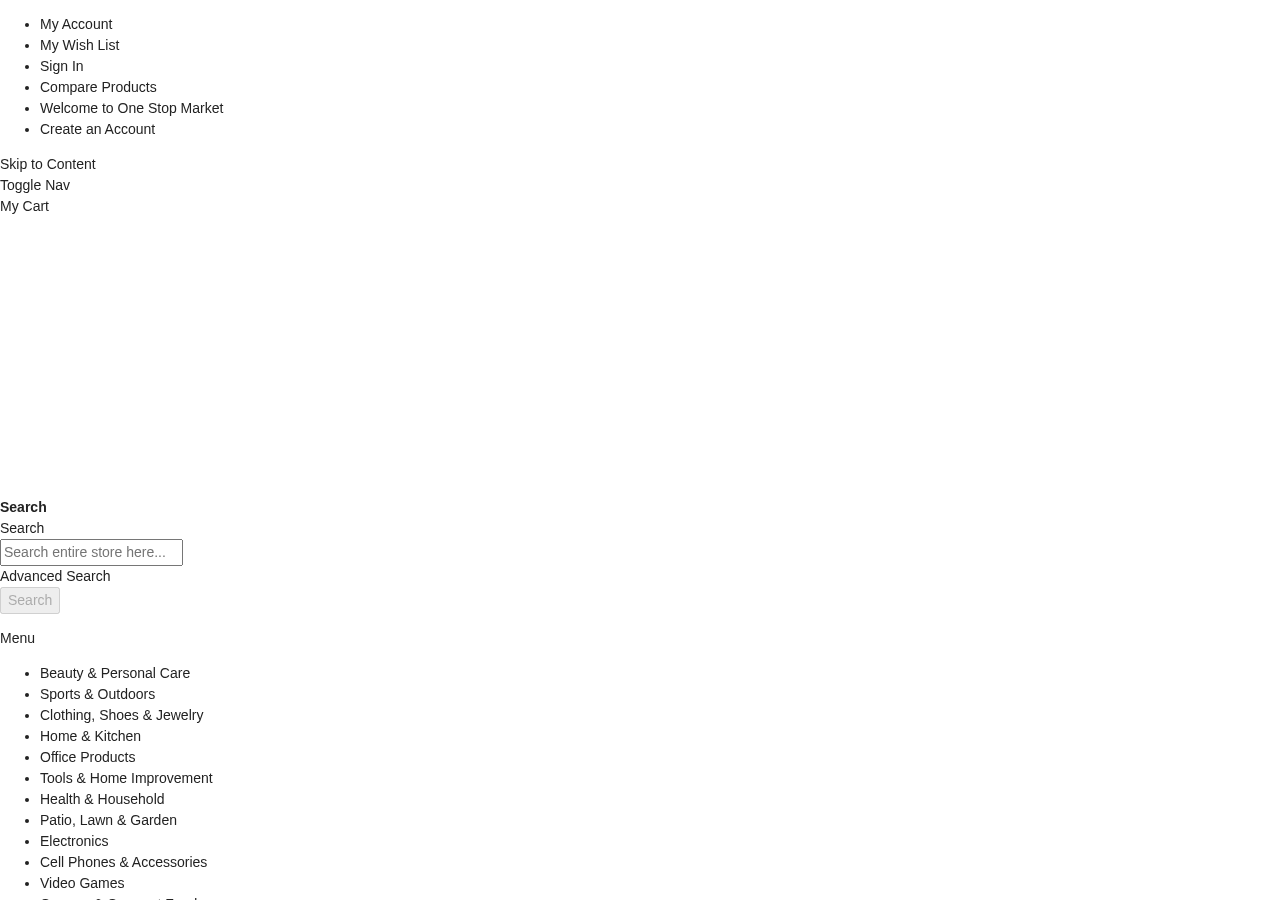 My Account
My Wish List
Sign In
Compare Products
Welcome to One Stop Market
Create an Account
Skip to Content
Toggle Nav
My Cart
Search
Search
Search entire store here...
Advanced Search
Search
Menu
Beauty & Personal Care
Sports & Outdoors
Clothing, Shoes & Jewelry
Home & Kitchen
Office Products
Tools & Home Improvement
Health & Household
Patio, Lawn & Garden
Electronics
Cell Phones & Accessories
Video Games